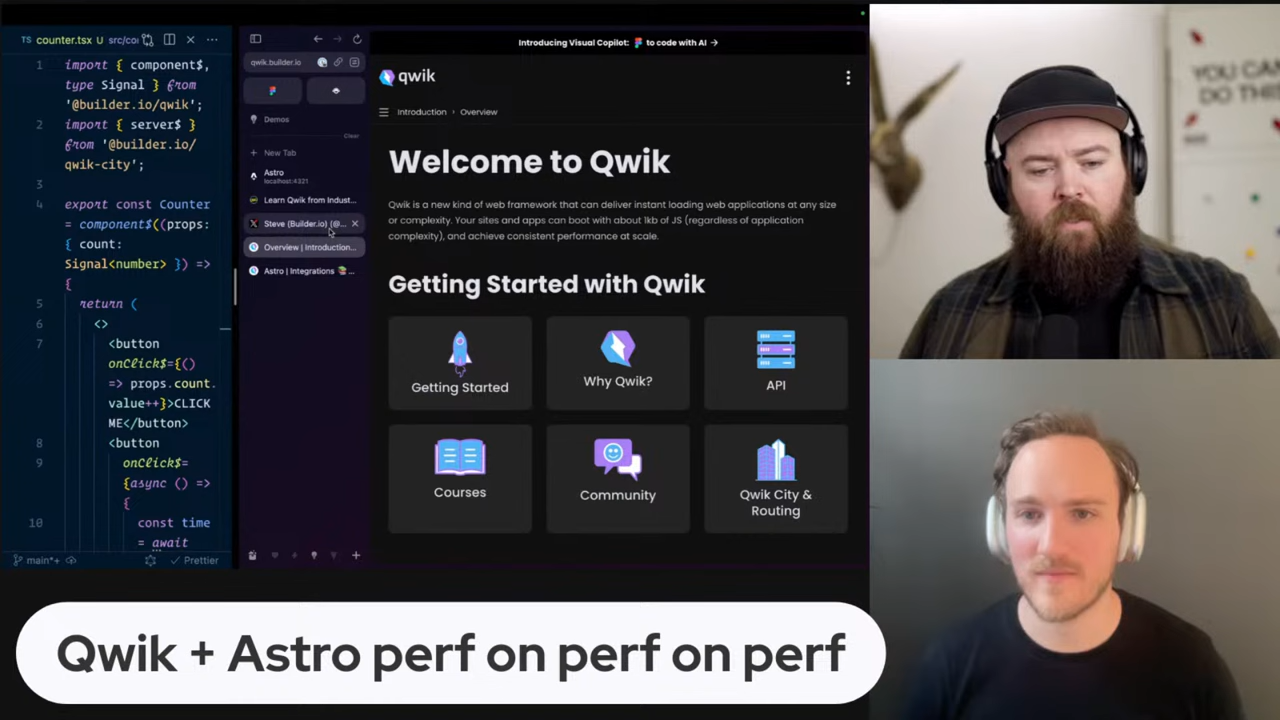 TS counter.tsx U src/co
1 import { component$,
type Signal } from
'@builder.io/qwik';
2 import { server$ }
from '@builder.io/
qwik-city';
3
4 export const Counter
= component$((props:
{ count:
Signal<number> }) =>
{
5 return (
6 <>
7 <button
onClick$={()
=> props.count.
value++}>CLICK
ME</button>
8 <button
9 onClick$=
{async () =>
{
10 const time
= await
main*+
Prettier
qwik.builder.io
Demos
Clear
+ New Tab
Astro
localhost:4321
Learn Qwik from Indust...
Steve (Builder.io) (@...
Overview | Introduction...
Astro | Integrations 📚 ...
Introducing Visual Copilot: to code with AI →
qwik
Introduction › Overview
Welcome to Qwik
Qwik is a new kind of web framework that can deliver instant loading web applications at any size
or complexity. Your sites and apps can boot with about 1kb of JS (regardless of application
complexity), and achieve consistent performance at scale.
Getting Started with Qwik
Getting Started
Why Qwik?
API
Courses
Community
Qwik City &
Routing
YOU CAN
DO THIS
Qwik + Astro perf on perf on perf